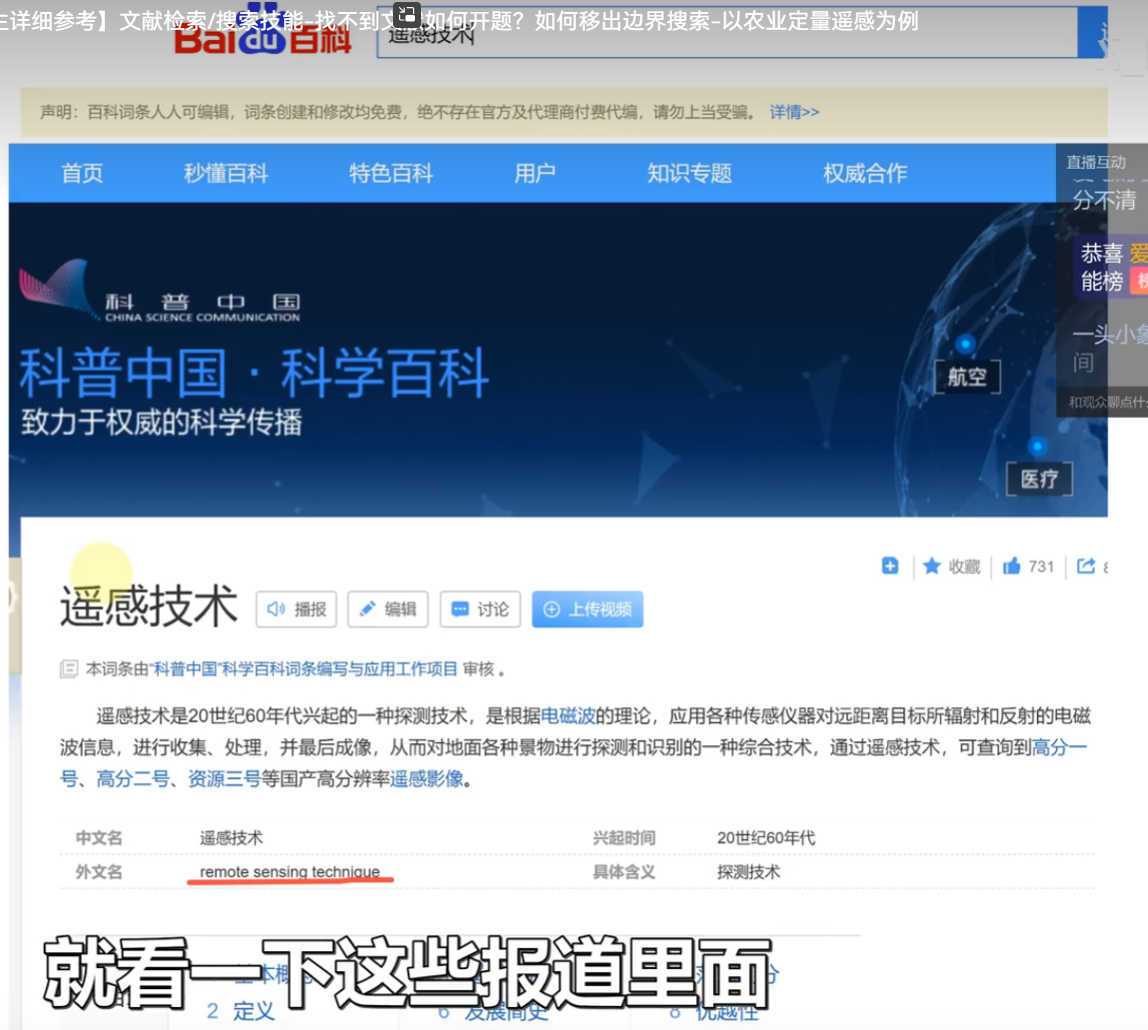 详细参考】文献检索/搜索技能-找不到文 如何开题？如何移出边界搜索-以农业定量遥感为例
Bai du 百科
遥感技术
声明：百科词条人人可编辑，词条创建和修改均免费，绝不存在官方及代理商付费代编，请勿上当受骗。 详情>>
首页 秒懂百科 特色百科 用户 知识专题 权威合作
直播互动
分不清
恭喜 爱
能榜
一头小象
间
和观众聊点什
科普中国
CHINA SCIENCE COMMUNICATION
科普中国·科学百科
致力于权威的科学传播
航空
医疗
收藏 731
遥感技术 播报 编辑 讨论 上传视频
本词条由“科普中国”科学百科词条编写与应用工作项目 审核 。
遥感技术是20世纪60年代兴起的一种探测技术，是根据电磁波的理论，应用各种传感仪器对远距离目标所辐射和反射的电磁
波信息，进行收集、处理，并最后成像，从而对地面各种景物进行探测和识别的一种综合技术，通过遥感技术，可查询到高分一
号、高分二号、资源三号等国产高分辨率遥感影像。
中文名 遥感技术 兴起时间 20世纪60年代
外文名 remote sensing technique 具体含义 探测技术
就看一下这些报道里面
2 定义 6 发展简史 8 优越性